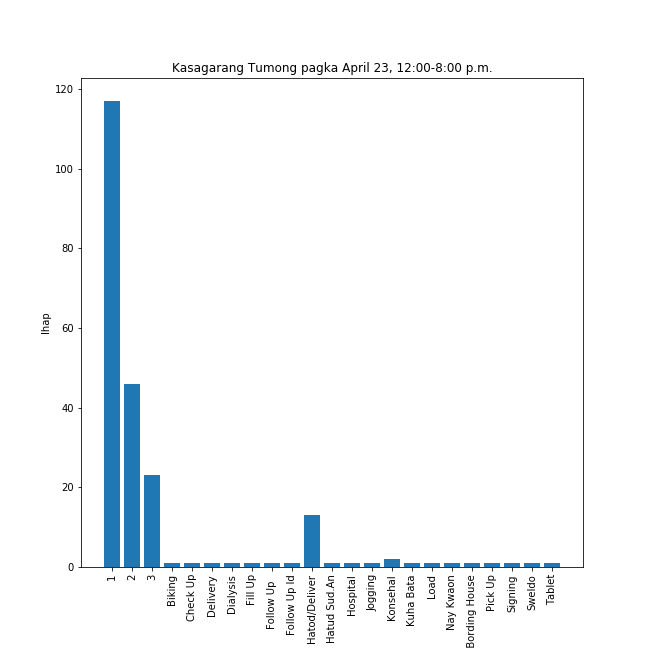 Kasagarang Tumong pagka April 23, 12:00-8:00 p.m.
120
100
80
60
40
20
0
Ihap
1
2
3
Biking
Check Up
Delivery
Dialysis
Fill Up
Follow Up
Follow Up Id
Hatod/Deliver
Hatud Sud.An
Hospital
Jogging
Konsehal
Kuha Bata
Load
Nay Kwaon
Bording House
Pick Up
Signing
Sweldo
Tablet